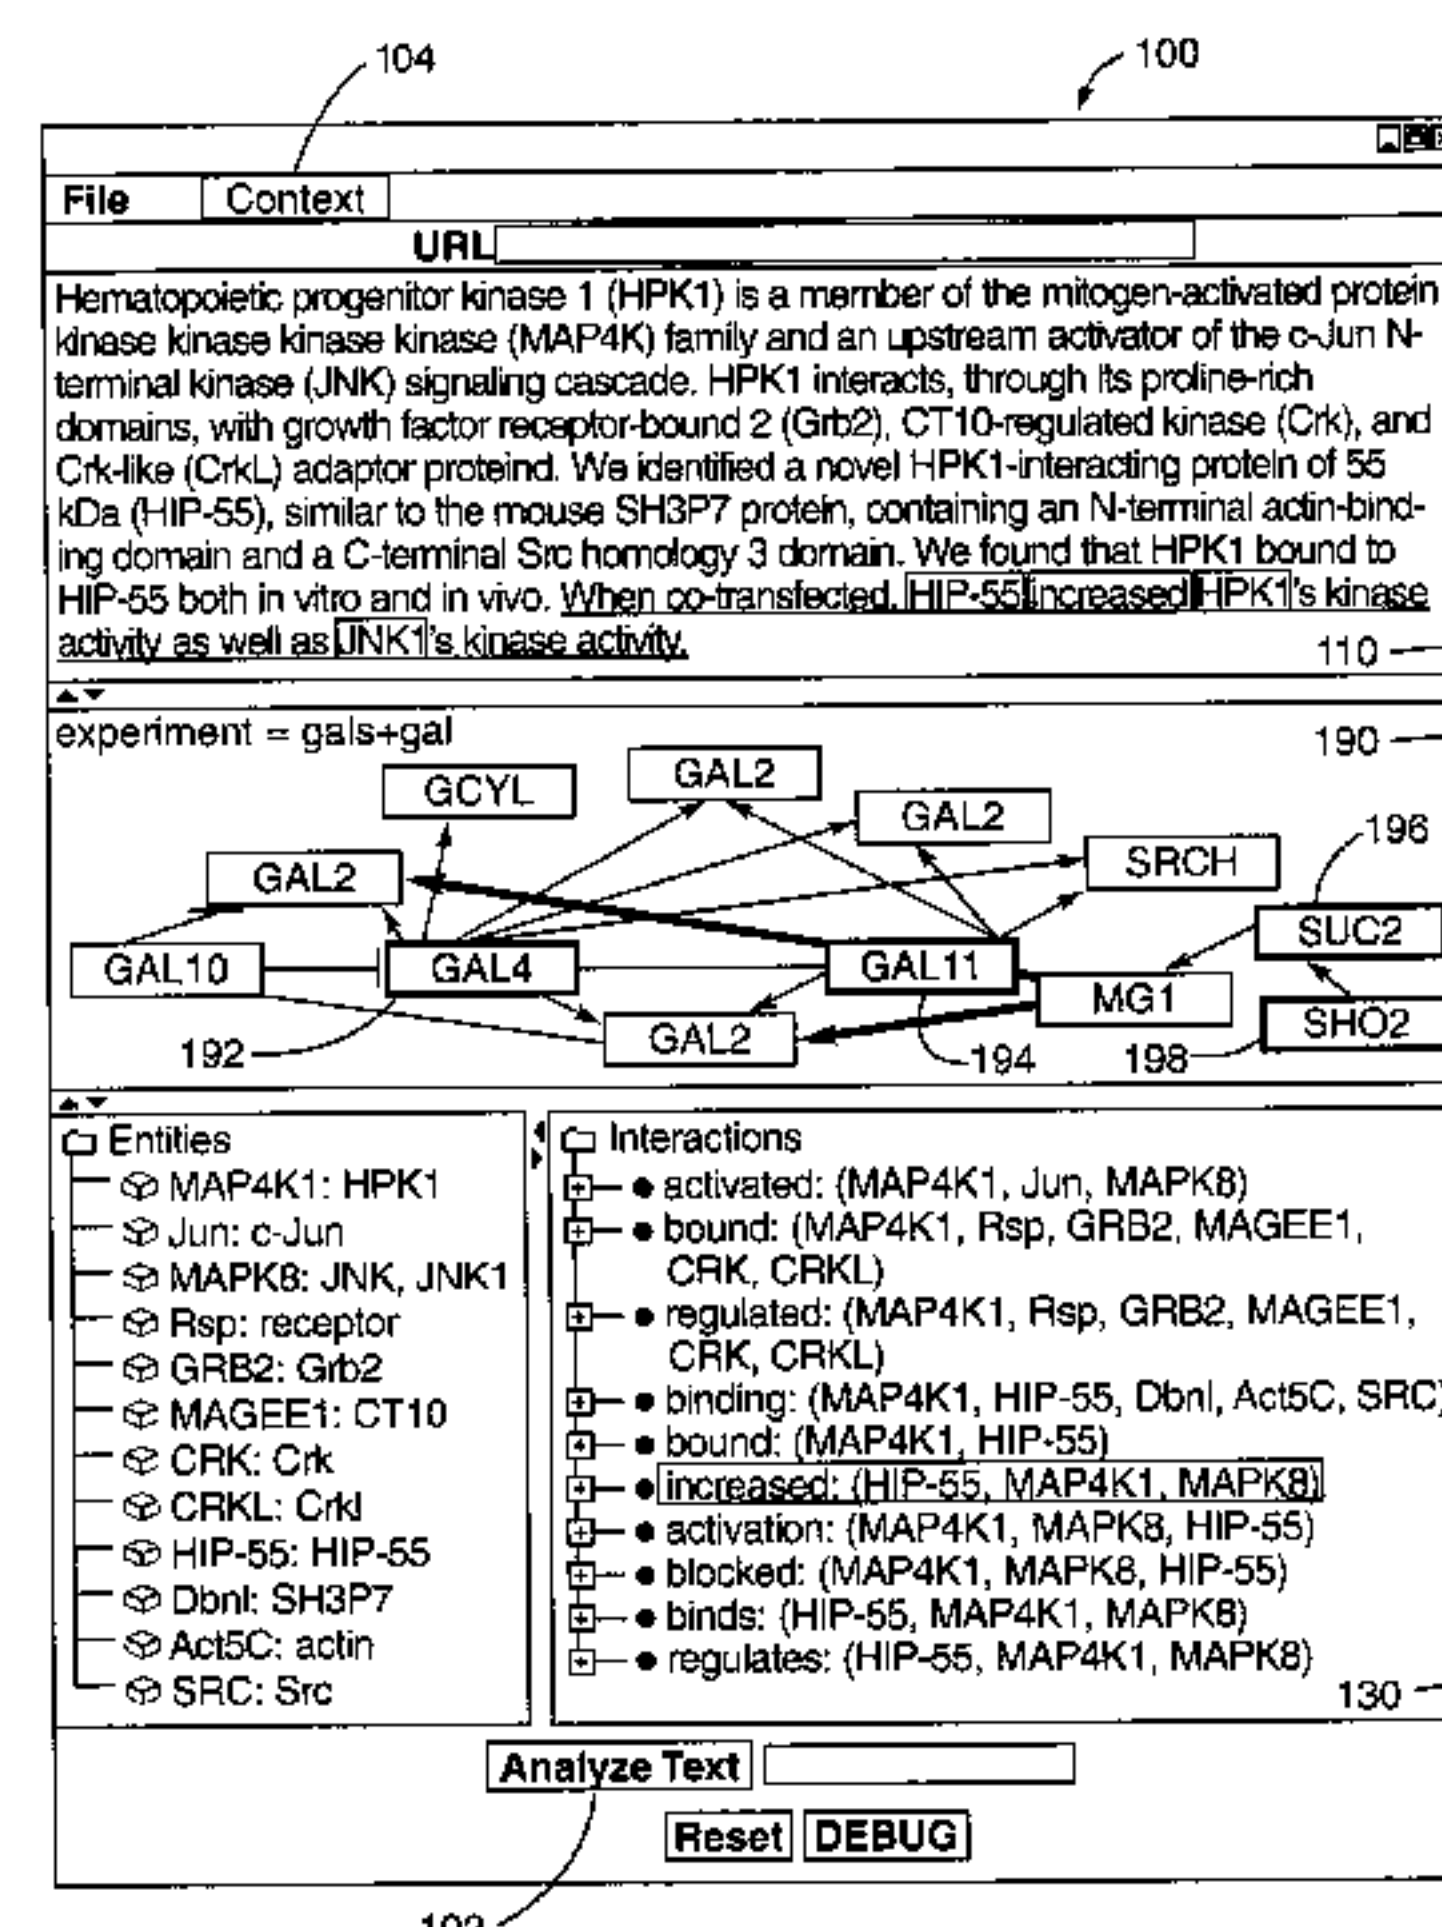 104
100
File Context
URL
Hematopoietic progenitor kinase 1 (HPK1) is a member of the mitogen-activated protein
kinase kinase kinase kinase (MAP4K) family and an upstream activator of the c-Jun N-
terminal kinase (JNK) signaling cascade. HPK1 interacts, through its proline-rich
domains, with growth factor receptor-bound 2 (Grb2), CT10-regulated kinase (Crk), and
Crk-like (CrkL) adaptor proteind. We identified a novel HPK1-interacting protein of 55
kDa (HIP-55), similar to the mouse SH3P7 protein, containing an N-terminal actin-bind-
ing domain and a C-terminal Src homology 3 domain. We found that HPK1 bound to
HIP-55 both in vitro and in vivo. When co-transfected, HIP-55 increased HPK1's kinase
activity as well as JNK1's kinase activity.
110
experiment = gals+gal
190
GCYL
GAL2
GAL2
196
GAL2
SRCH
SUC2
GAL10
GAL4
GAL11
MG1
SHO2
GAL2
192
194
198
Entities
MAP4K1: HPK1
Jun: c-Jun
MAPK8: JNK, JNK1
Rsp: receptor
GRB2: Grb2
MAGEE1: CT10
CRK: Crk
CRKL: Crkl
HIP-55: HIP-55
Dbnl: SH3P7
Act5C: actin
SRC: Src
Interactions
activated: (MAP4K1, Jun, MAPK8)
bound: (MAP4K1, Rsp, GRB2, MAGEE1,
CRK, CRKL)
regulated: (MAP4K1, Rsp, GRB2, MAGEE1,
CRK, CRKL)
binding: (MAP4K1, HIP-55, Dbnl, Act5C, SRC)
bound: (MAP4K1, HIP-55)
increased: (HIP-55, MAP4K1, MAPK8)
activation: (MAP4K1, MAPK8, HIP-55)
blocked: (MAP4K1, MAPK8, HIP-55)
binds: (HIP-55, MAP4K1, MAPK8)
regulates: (HIP-55, MAP4K1, MAPK8)
130
Analyze Text
Reset DEBUG